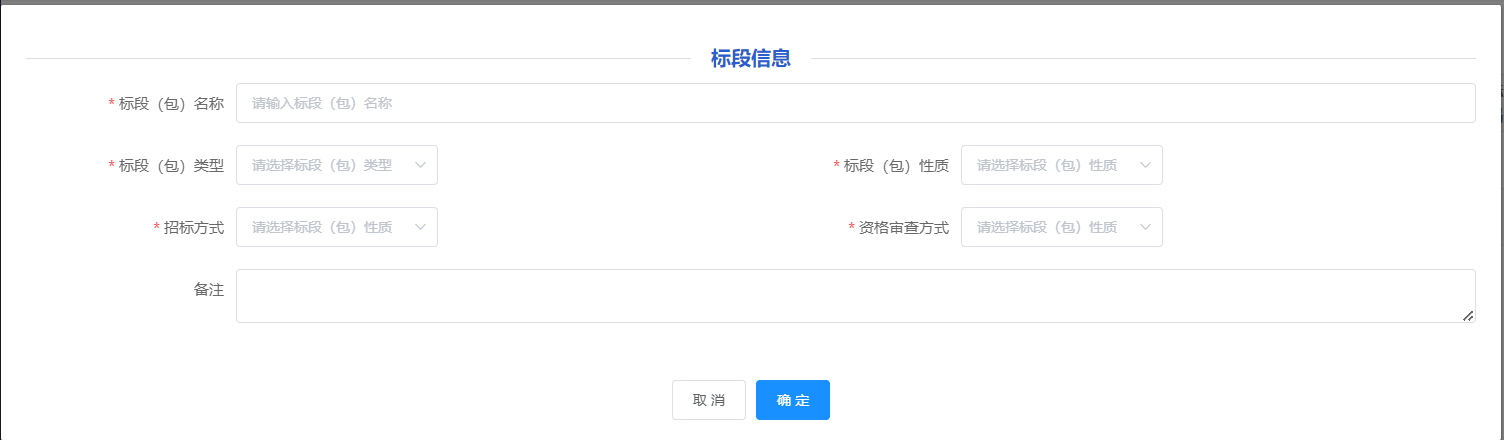 标段信息
* 标段（包）名称 请输入标段（包）名称
* 标段（包）类型 请选择标段（包）类型 * 标段（包）性质 请选择标段（包）性质
* 招标方式 请选择标段（包）性质 * 资格审查方式 请选择标段（包）性质
备注
取 消 确 定